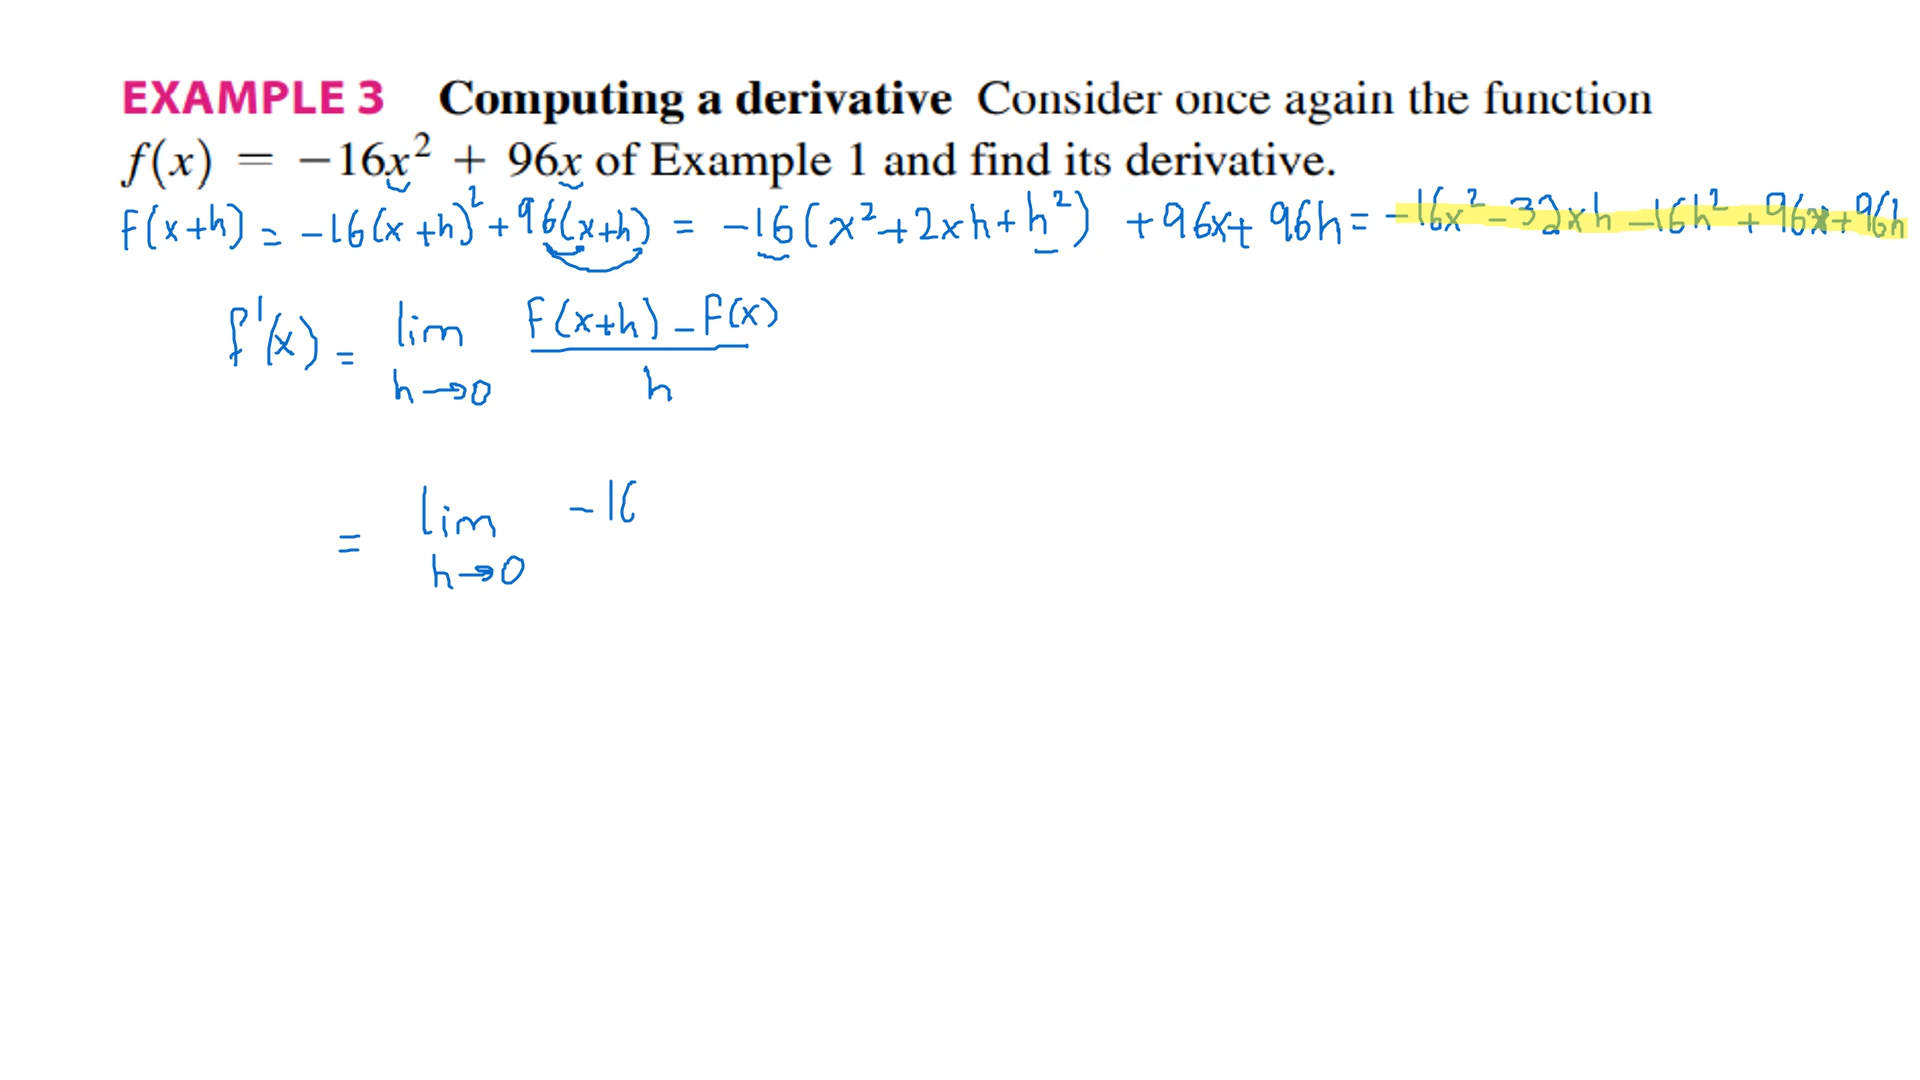 EXAMPLE 3 Computing a derivative Consider once again the function
f(x) = −16x² + 96x of Example 1 and find its derivative.
F(x+h) = -16(x+h)² + 96(x+h) = -16(x²+2xh+h²) +96x+ 96h = -16x²-32xh-16h²+96x+96h
f'(x) = lim F(x+h) - F(x)
h→0 h
= lim -16
h→0